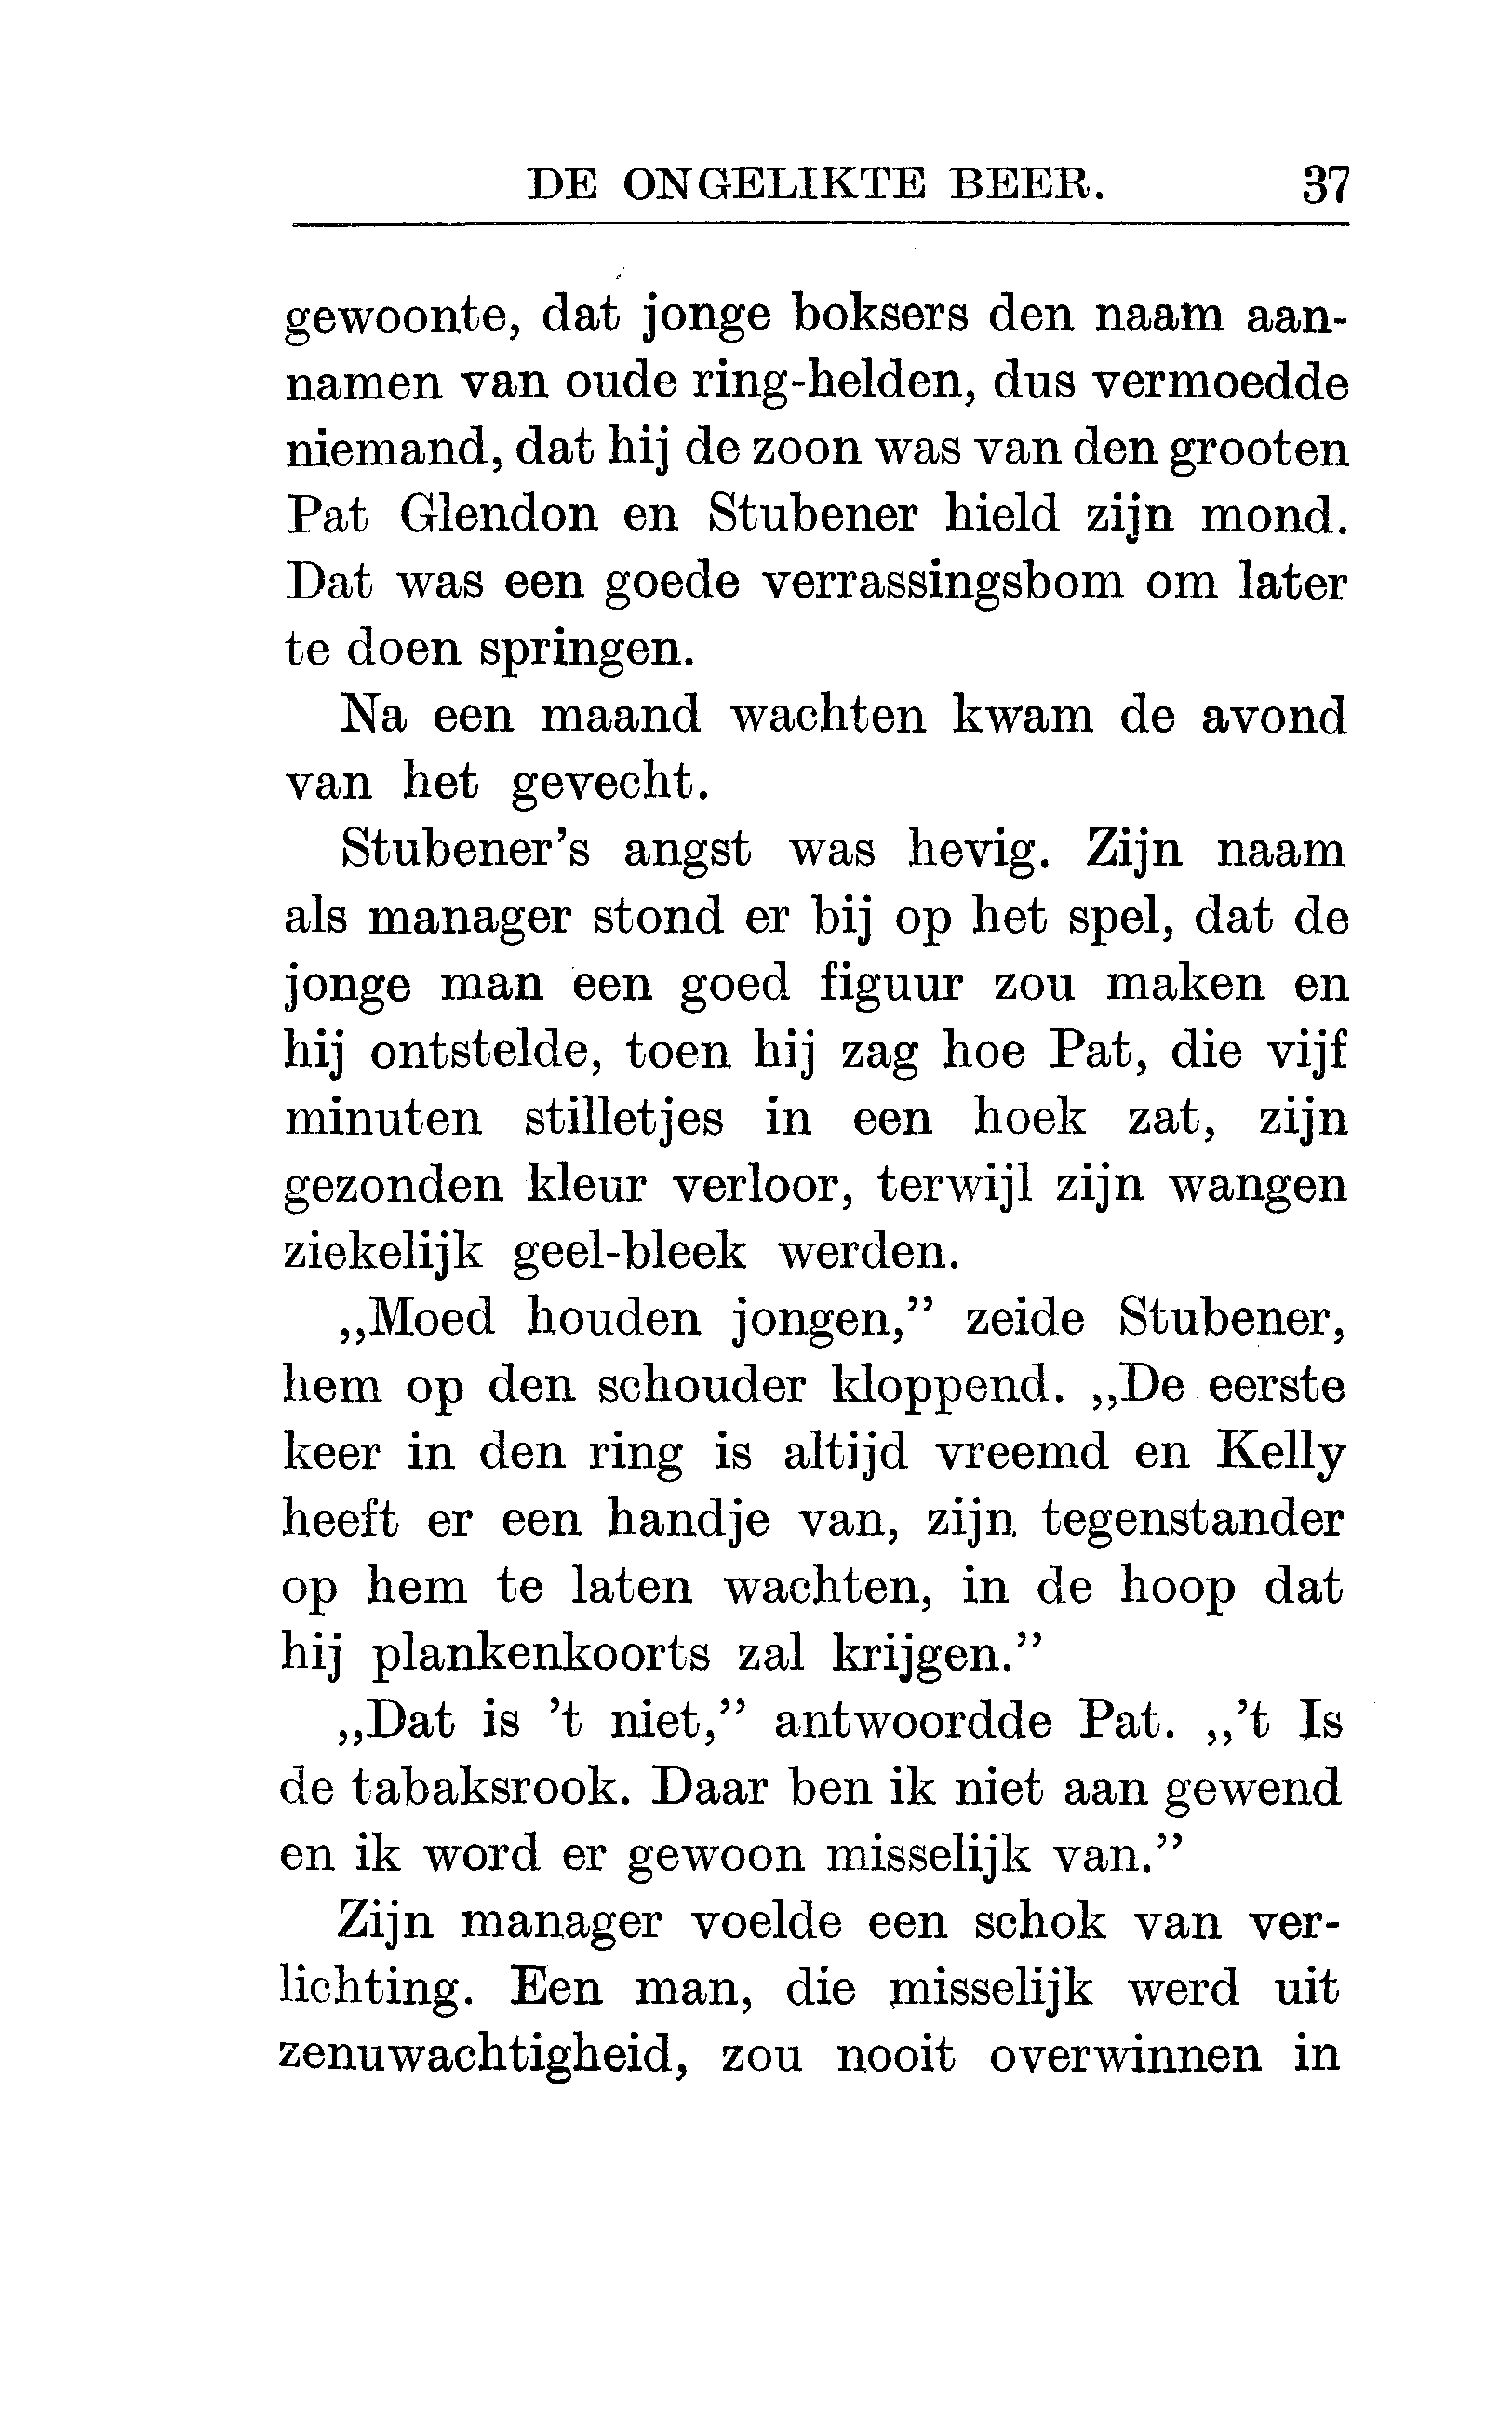 DE ONGELIKTE BEER. 37
gewoonte, dat jonge boksers den naam aan-
namen van oude ring-helden, dus vermoedde
niemand, dat hij de zoon was van den grooten
Pat Glendon en Stubener hield zijn mond.
Dat was een goede verrassingsbom om later
te doen springen.
Na een maand wachten kwam de avond
van het gevecht.
Stubener's angst was hevig. Zijn naam
als manager stond er bij op het spel, dat de
jonge man een goed figuur zou maken en
hij ontstelde, toen hij zag hoe Pat, die vijf
minuten stilletjes in een hoek zat, zijn
gezonden kleur verloor, terwijl zijn wangen
ziekelijk geel-bleek werden.
„Moed houden jongen,” zeide Stubener,
hem op den schouder kloppend. „De eerste
keer in den ring is altijd vreemd en Kelly
heeft er een handje van, zijn tegenstander
op hem te laten wachten, in de hoop dat
hij plankenkoorts zal krijgen.”
„Dat is 't niet,” antwoordde Pat. „'t Is
de tabaksrook. Daar ben ik niet aan gewend
en ik word er gewoon misselijk van.”
Zijn manager voelde een schok van ver-
lichting. Een man, die misselijk werd uit
zenuwachtigheid, zou nooit overwinnen in